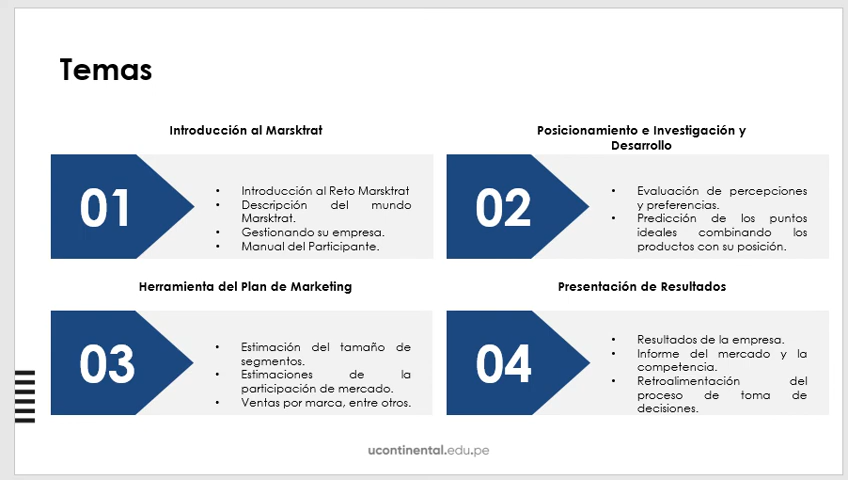 Temas
Introducción al Marsktrat
01
• Introducción al Reto Marksttrat
• Descripción del mundo
Marsktrat.
• Gestionando su empresa.
• Manual del Participante.
Posicionamiento e Investigación y
Desarrollo
02
• Evaluación de percepciones
y preferencias.
• Predicción de los puntos
ideales combinando los
productos con su posición.
Herramienta del Plan de Marketing
03
• Estimación del tamaño de
segmentos.
• Estimaciones de la
participación de mercado.
• Ventas por marca, entre otros.
Presentación de Resultados
04
• Resultados de la empresa.
• Informe del mercado y la
competencia.
• Retroalimentación del
proceso de toma de
decisiones.
ucontinental.edu.pe